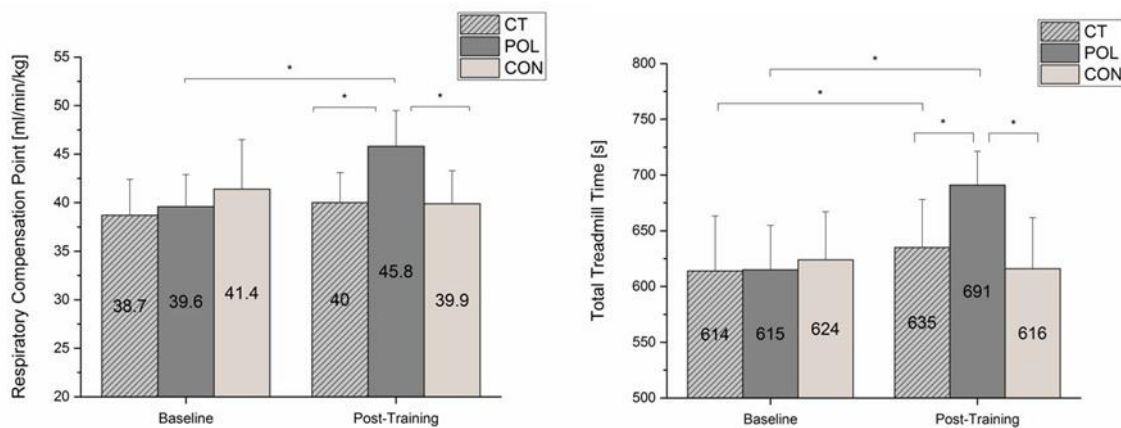 CT
POL
CON
Respiratory Compensation Point [ml/min/kg]
55
50
45
40
35
30
25
20
*
*
*
38.7
39.6
41.4
40
45.8
39.9
Baseline
Post-Training
CT
POL
CON
Total Treadmill Time [s]
800
750
700
650
600
550
500
*
*
*
*
614
615
624
635
691
616
Baseline
Post-Training